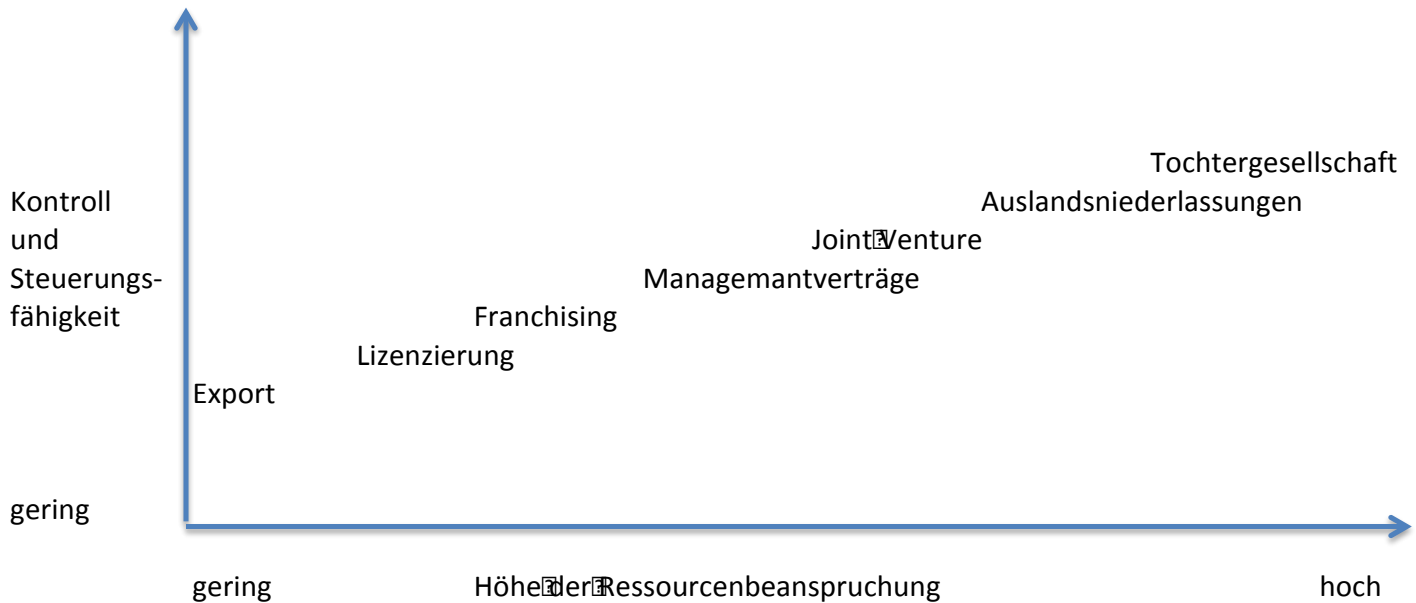 Tochtergesellschaft
Kontroll Auslandsniederlassungen
und Joint Venture
Steuerungs- Managemantverträge
fähigkeit Franchising
Lizenzierung
Export
gering
gering Höhe der Ressourcenbeanspruchung hoch